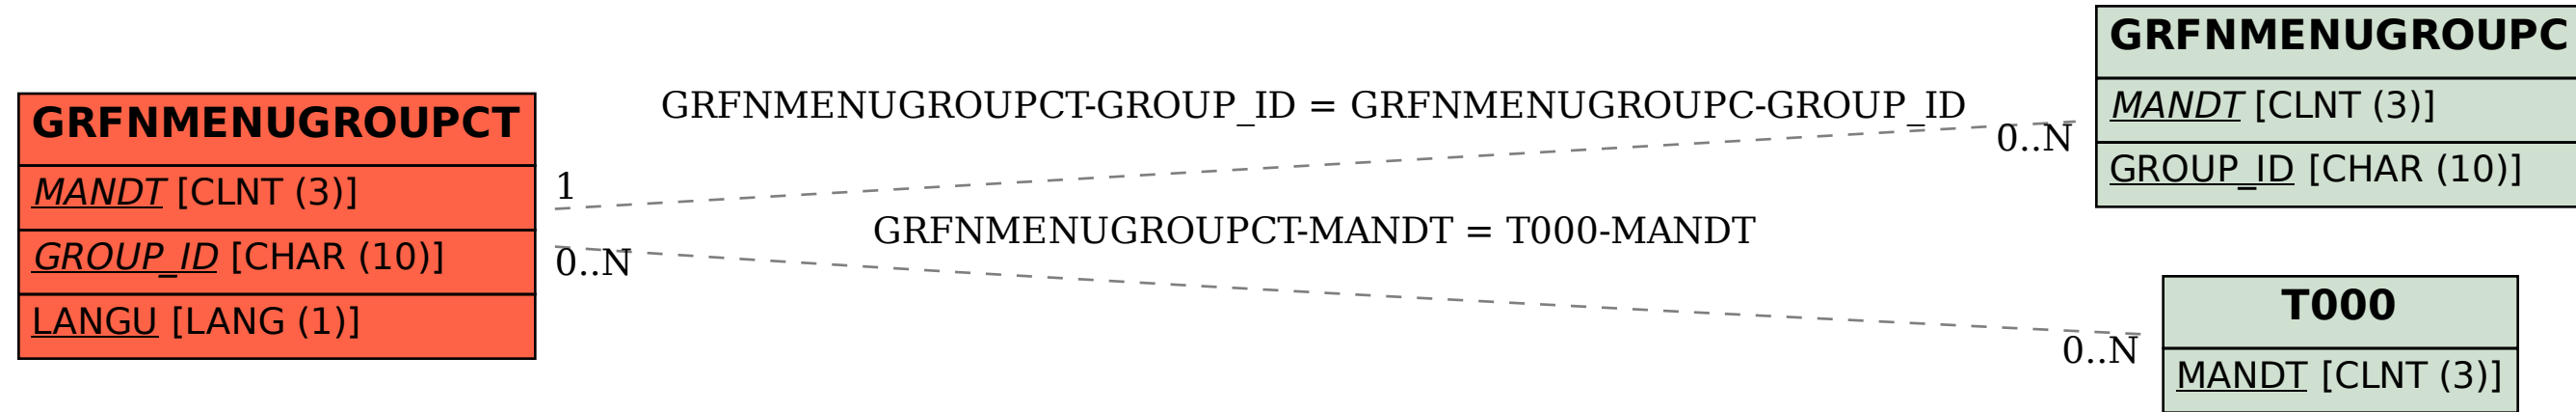 GRFNMENUGROUPCT
MANDT [CLNT (3)]
GROUP_ID [CHAR (10)]
LANGU [LANG (1)]
GRFNMENUGROUPCT-GROUP_ID = GRFNMENUGROUPC-GROUP_ID
1
0..N
GRFNMENUGROUPCT-MANDT = T000-MANDT
0..N
0..N
GRFNMENUGROUPC
MANDT [CLNT (3)]
GROUP_ID [CHAR (10)]
T000
MANDT [CLNT (3)]